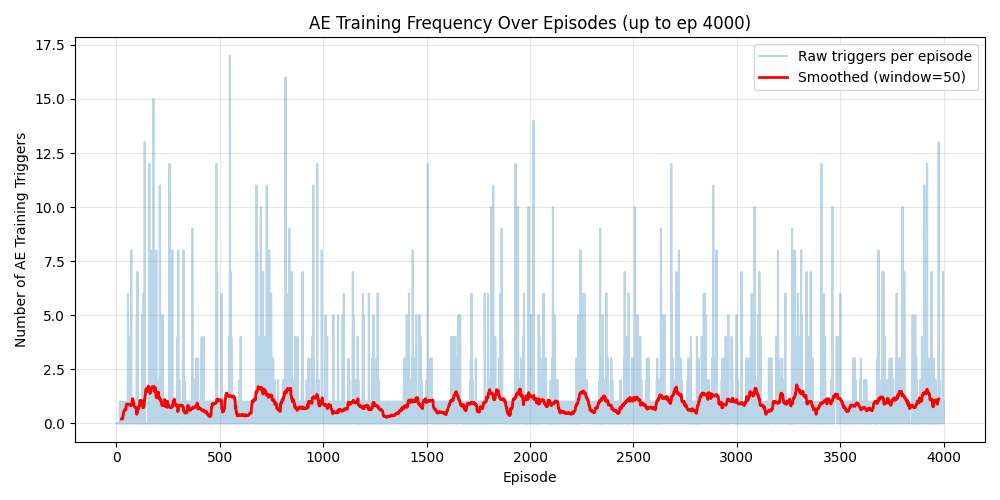 AE Training Frequency Over Episodes (up to ep 4000)
17.5
15.0
12.5
10.0
7.5
5.0
2.5
0.0
Number of AE Training Triggers
Raw triggers per episode
Smoothed (window=50)
0 500 1000 1500 2000 2500 3000 3500 4000
Episode